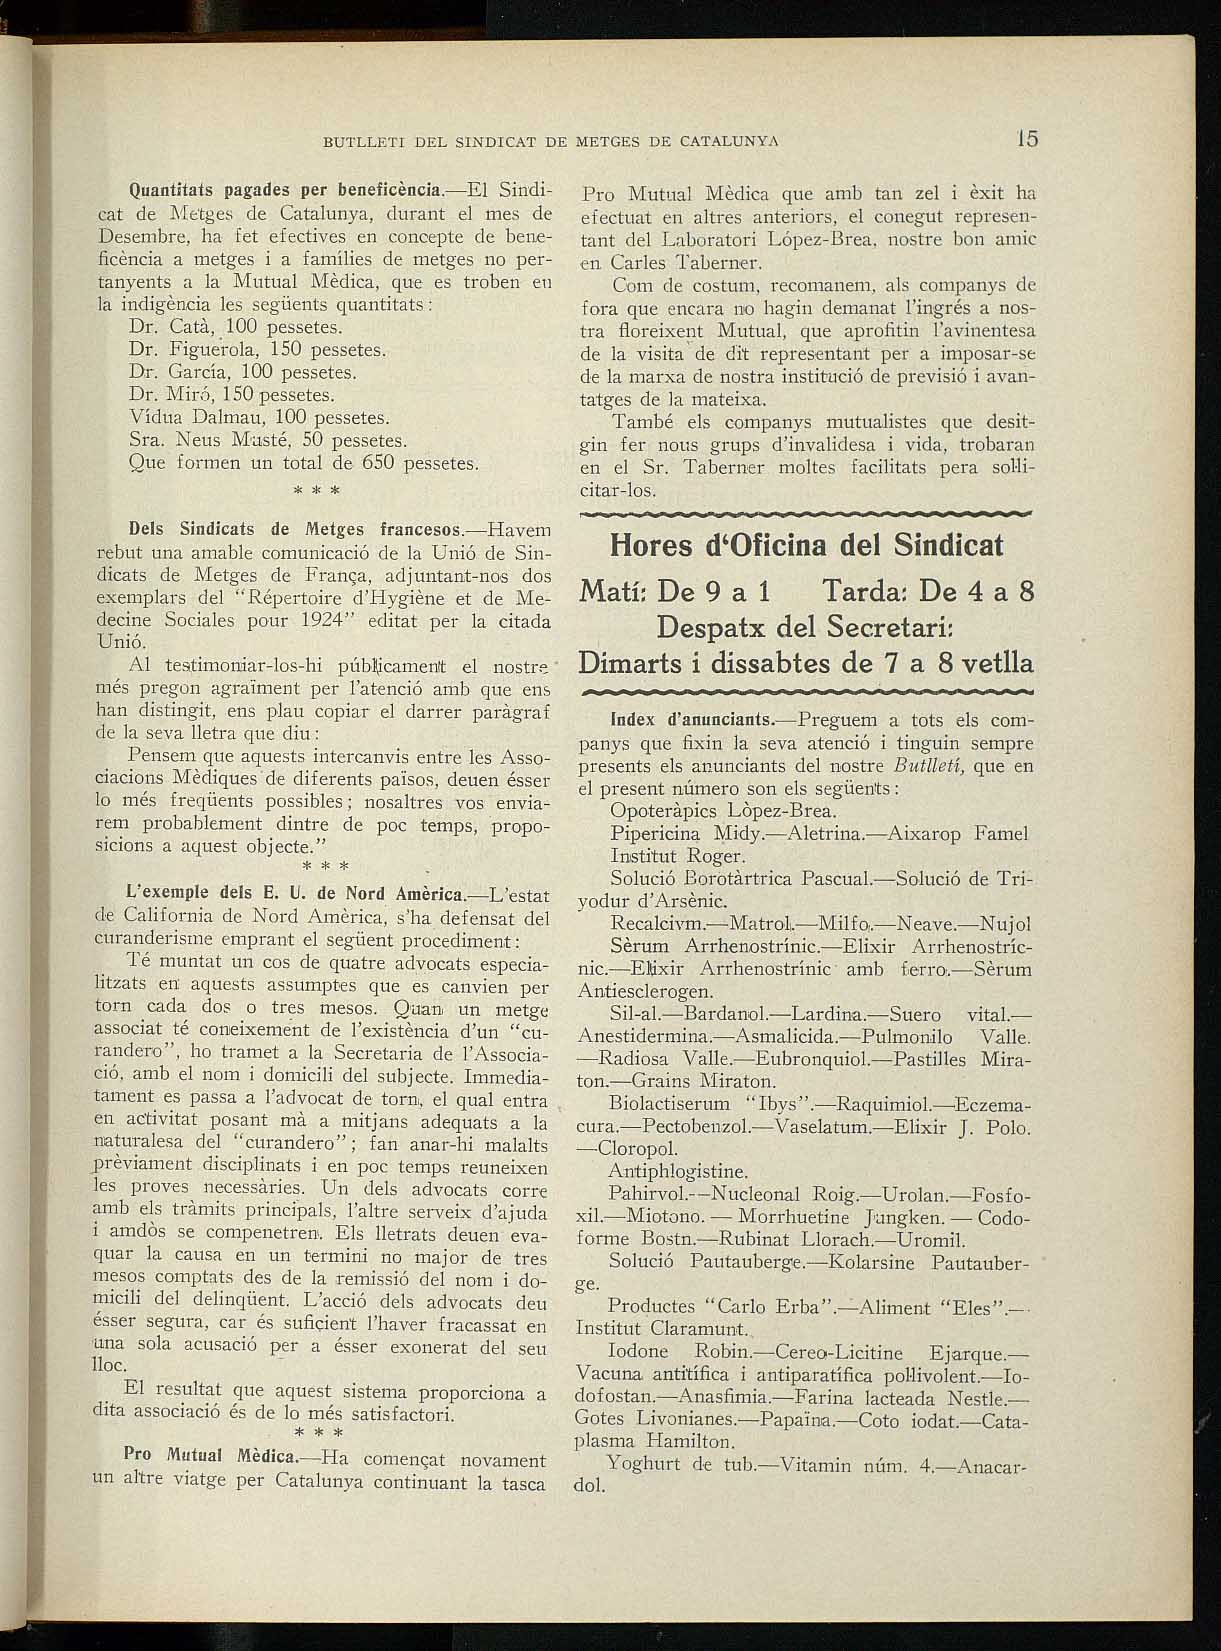 BUTLLETI DEL SINDICAT DE METGES DE CATALUNYA
15
Quantitats pagades per beneficència.—El Sindi-
cat de Metges de Catalunya, durant el mes de
Desembre, ha fet efectives en concepte de bene-
ficència a metges i a famílies de metges no per-
tanyents a la Mutual Mèdica, que es troben en
la indigència les següents quantitats:
Dr. Catà, 100 pessetes.
Dr. Figuerola, 150 pessetes.
Dr. García, 100 pessetes.
Dr. Miró, 150 pessetes.
Vídua Dalmau, 100 pessetes.
Sra. Neus Musté, 50 pessetes.
Que formen un total de 650 pessetes.
* * *
Dels Sindicats de Metges francesos.—Havem
rebut una amable comunicació de la Unió de Sin-
dicats de Metges de França, adjuntant-nos dos
exemplars del "Répertoire d'Hygiène et de Me-
decine Sociales pour 1924" editat per la citada
Unió.
Al testimoniar-los-hi públicament el nostre
més pregon agraïment per l'atenció amb que ens
han distingit, ens plau copiar el darrer paràgraf
de la seva lletra que diu:
Pensem que aquests intercanvis entre les Asso-
ciacions Mèdiques de diferents països, deuen ésser
lo més freqüents possibles; nosaltres vos envia-
rem probablement dintre de poc temps, propo-
sicions a aquest objecte."
* * *
L'exemple dels E. U. de Nord Amèrica.—L'estat
de California de Nord Amèrica, s'ha defensat del
curanderisme emprant el següent procediment:
Té muntat un cos de quatre advocats especia-
litzats en aquests assumptes que es canvien per
torn cada dos o tres mesos. Quan un metge
associat té coneixement de l'existència d'un "cu-
randero", ho tramet a la Secretaria de l'Associa-
ció, amb el nom i domicili del subjecte. Immedia-
tament es passa a l'advocat de torn, el qual entra
en activitat posant mà a mitjans adequats a la
naturalesa del "curandero"; fan anar-hi malalts
prèviament disciplinats i en poc temps reuneixen
les proves necessàries. Un dels advocats corre
amb els tràmits principals, l'altre serveix d'ajuda
i amdòs se compenetren. Els lletrats deuen eva-
quar la causa en un termini no major de tres
mesos comptats des de la remissió del nom i do-
micili del delinqüent. L'acció dels advocats deu
ésser segura, car és suficient l'haver fracassat en
una sola acusació per a ésser exonerat del seu
lloc.
El resultat que aquest sistema proporciona a
dita associació és de lo més satisfactori.
* * *
Pro Mutual Mèdica.—Ha començat novament
un altre viatge per Catalunya continuant la tasca
Pro Mutual Mèdica que amb tan zel i èxit ha
efectuat en altres anteriors, el conegut represen-
tant del Laboratori López-Brea, nostre bon amic
en Carles Taberner.
Com de costum, recomanem, als companys de
fora que encara no hagin demanat l'ingrés a nos-
tra floreixent Mutual, que aprofitin l'avinentesa
de la visita de dit representant per a imposar-se
de la marxa de nostra institució de previsió i avan-
tatges de la mateixa.
També els companys mutualistes que desit-
gin fer nous grups d'invalidesa i vida, trobaran
en el Sr. Taberner moltes facilitats pera sol·li-
citar-los.
Hores d'Oficina del Sindicat
Matí: De 9 a 1 Tarda: De 4 a 8
Despatx del Secretari:
Dimarts i dissabtes de 7 a 8 vetlla
Index d'anunciants.—Preguem a tots els com-
panys que fixin la seva atenció i tinguin sempre
presents els anunciants del nostre Butlletí, que en
el present número son els següents:
Opoteràpics Lòpez-Brea.
Pipericina Midy.—Aletrina.—Aixarop Famel
Institut Roger.
Solució Borotàrtrica Pascual.—Solució de Tri-
yodur d'Arsènic.
Recalcivm.—Matrol.—Milfo.—Neave.—Nujol
Sèrum Arrhenostrínic.—Elixir Arrhenostríc-
nic.—Elixir Arrhenostrínic amb ferro.—Sèrum
Antiesclerogen.
Sil-al.—Bardanol.—Lardina.—Suero vital.—
Anestidermina.—Asmalicida.—Pulmonilo Valle.
—Radiosa Valle.—Eubronquiol.—Pastilles Mira-
ton.—Grains Miraton.
Biolactiserum "Ibys".—Raquimiol.—Eczema-
cura.—Pectobenzol.—Vaselatum.—Elixir J. Polo.
—Cloropol.
Antiphlogistine.
Pahirvol.--Nucleonal Roig.—Urolan.—Fosfo-
xil.—Miotono. — Morrhuetine Jungken. — Codo-
forme Bostn.—Rubinat Llorach.—Uromil.
Solució Pautauberge.—Kolarsine Pautauber-
ge.
Productes "Carlo Erba".—Aliment "Eles".—
Institut Claramunt.
Iodone Robin.—Cereo-Licitine Ejarque.—
Vacuna antitífica i antiparatífica pol·livolent.—Io-
dofostan.—Anasfimia.—Farina lacteada Nestle.—
Gotes Livonianes.—Papaïna.—Coto iodat.—Cata-
plasma Hamilton.
Yoghurt de tub.—Vitamin núm. 4.—Anacar-
dol.